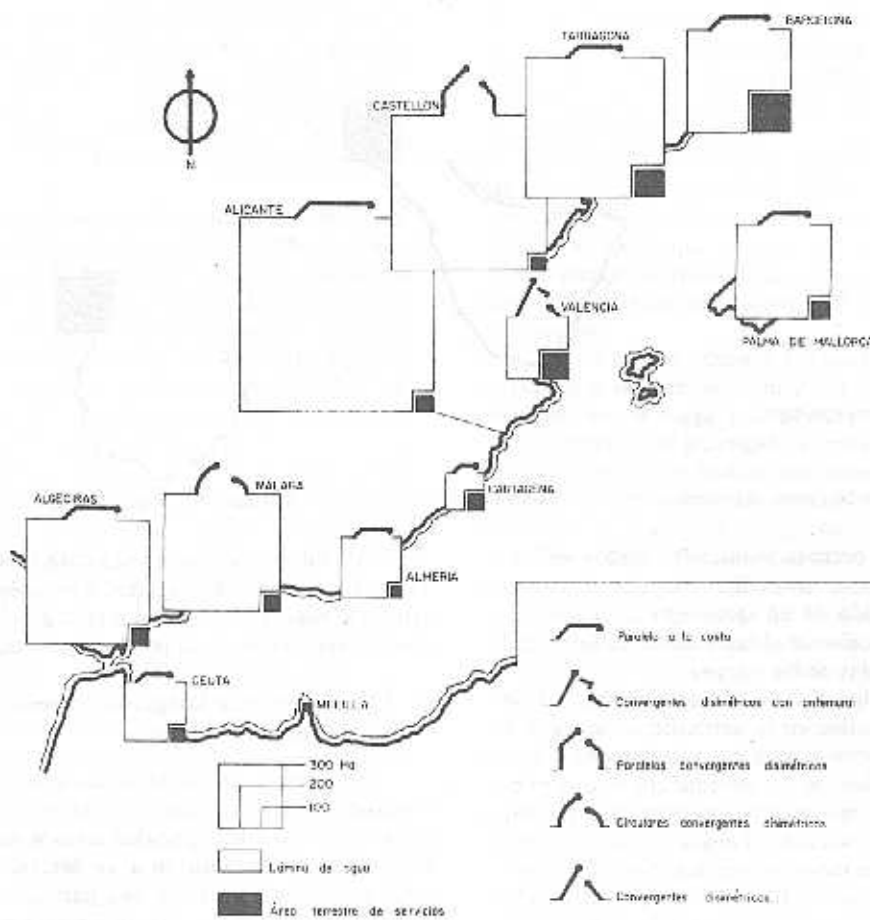 BARCELONA
TARRAGONA
CASTELLON
N
ALICANTE
VALENCIA
PALMA DE MALLORCA
MALAGA
ALGECIRAS
CARTAGENA
ALMERIA
CEUTA
MELILLA
Paralelo a la costa
Convergentes disimétricos con antemural
Paralelos convergentes disimétricos
Circulares convergentes disimétricos
Convergentes disimétricos
300 Ha
200
100
Lámina de agua
Área terrestre de servicios